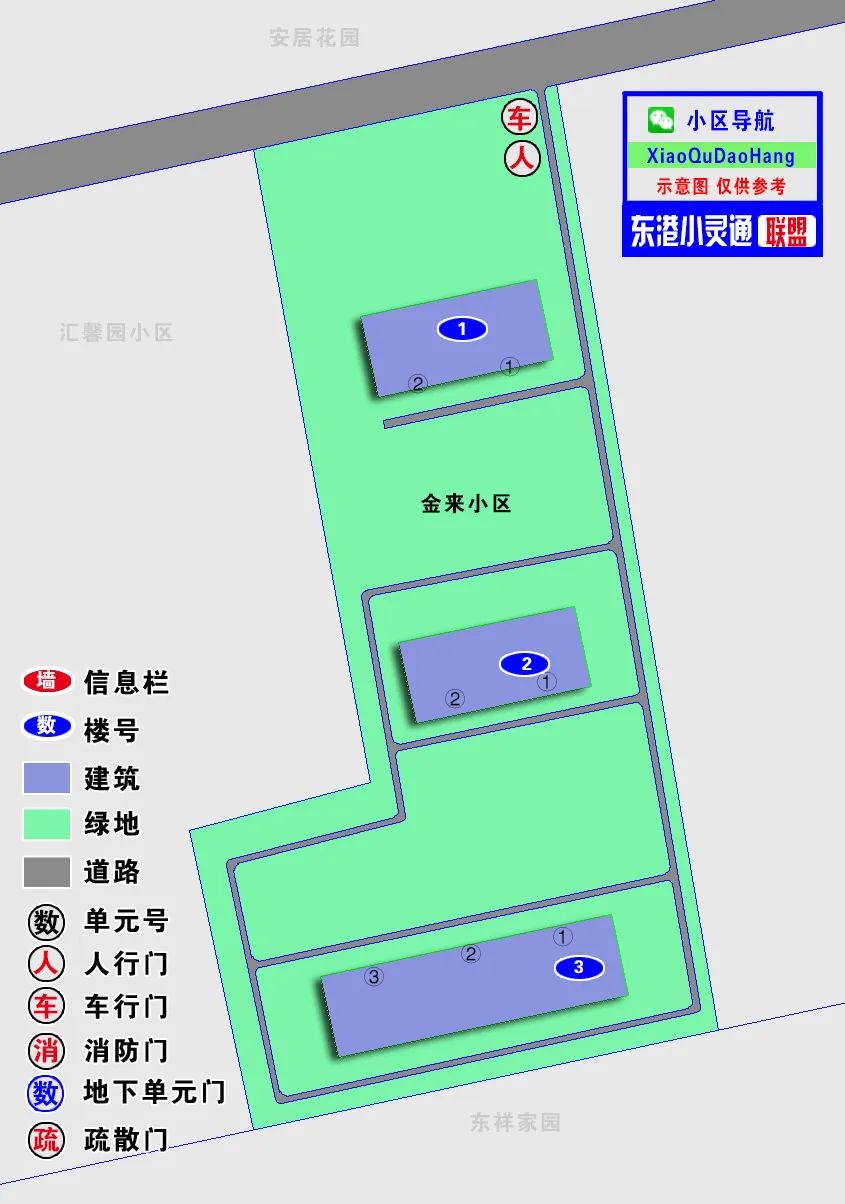 安居花园
车
人
小区导航
XiaoQuDaoHang
示意图 仅供参考
东港小灵通 联盟
汇馨园小区
1
②
①
金来小区
2
②
①
3
③
②
①
墙 信息栏
数 楼号
建筑
绿地
道路
数 单元号
人 人行门
车 车行门
消 消防门
数 地下单元门
疏 疏散门
东祥家园